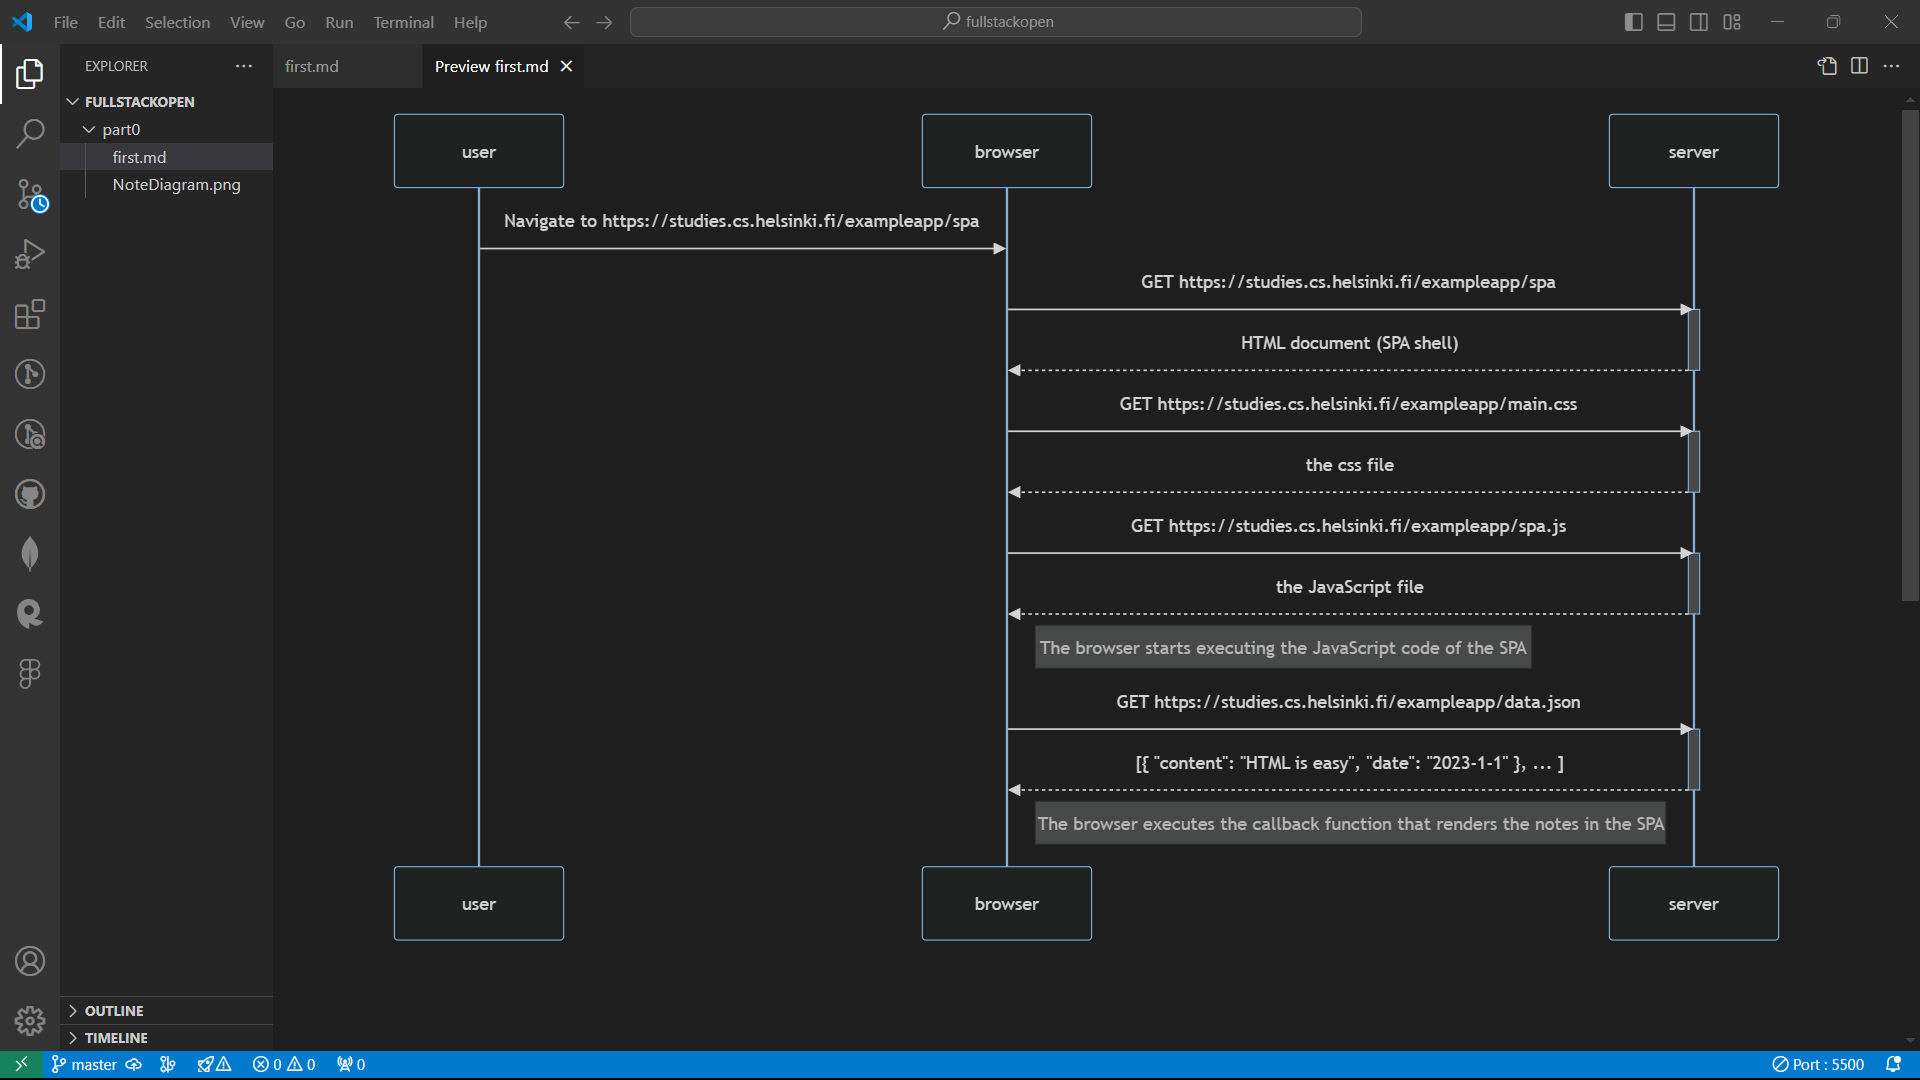 File Edit Selection View Go Run Terminal Help
fullstackopen
EXPLORER
FULLSTACKOPEN
part0
first.md
NoteDiagram.png
OUTLINE
TIMELINE
first.md
Preview first.md
user browser server
Navigate to https://studies.cs.helsinki.fi/exampleapp/spa
GET https://studies.cs.helsinki.fi/exampleapp/spa
HTML document (SPA shell)
GET https://studies.cs.helsinki.fi/exampleapp/main.css
the css file
GET https://studies.cs.helsinki.fi/exampleapp/spa.js
the JavaScript file
The browser starts executing the JavaScript code of the SPA
GET https://studies.cs.helsinki.fi/exampleapp/data.json
[{ "content": "HTML is easy", "date": "2023-1-1" }, ... ]
The browser executes the callback function that renders the notes in the SPA
user browser server
master 0 0 0 Port : 5500